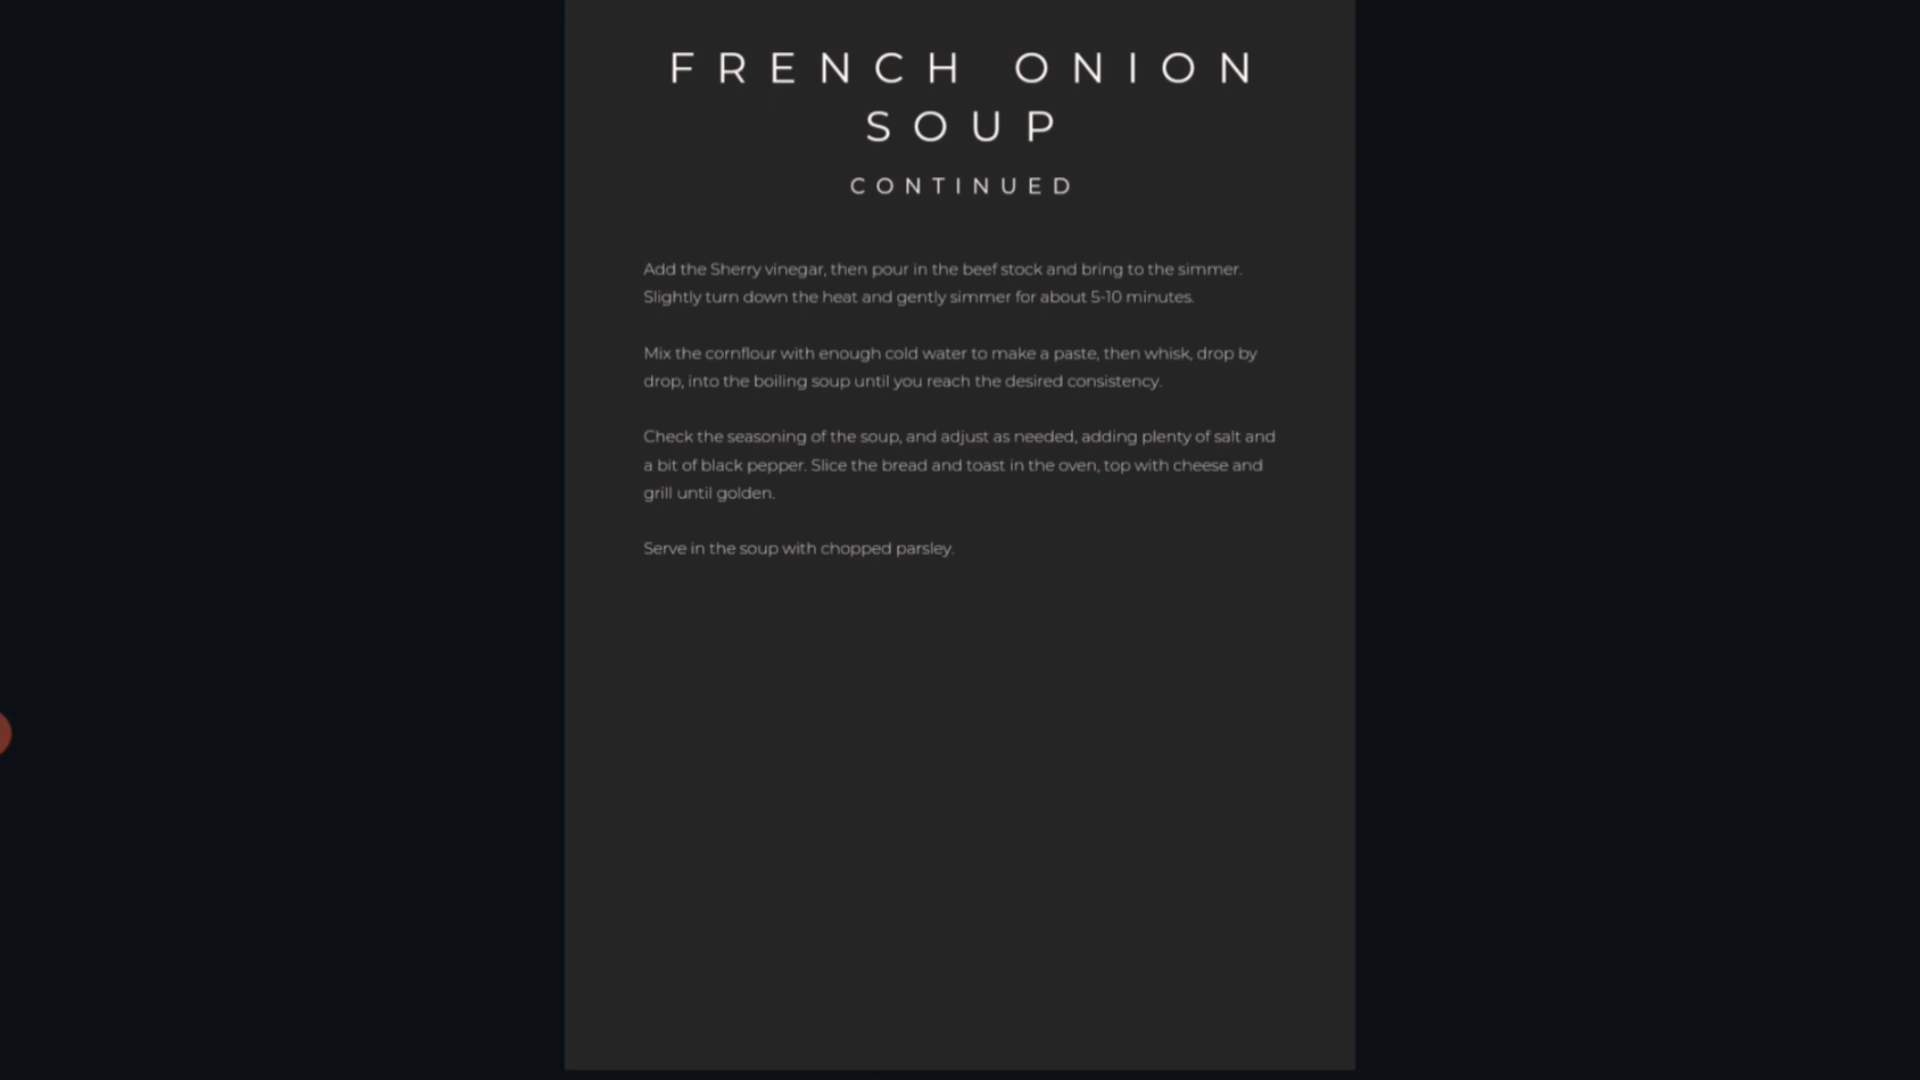 FRENCH ONION
SOUP
CONTINUED
Add the Sherry vinegar, then pour in the beef stock and bring to the simmer.
Slightly turn down the heat and gently simmer for about 5-10 minutes.
Mix the cornflour with enough cold water to make a paste, then whisk, drop by
drop, into the boiling soup until you reach the desired consistency.
Check the seasoning of the soup, and adjust as needed, adding plenty of salt and
a bit of black pepper. Slice the bread and toast in the oven, top with cheese and
grill until golden.
Serve in the soup with chopped parsley.